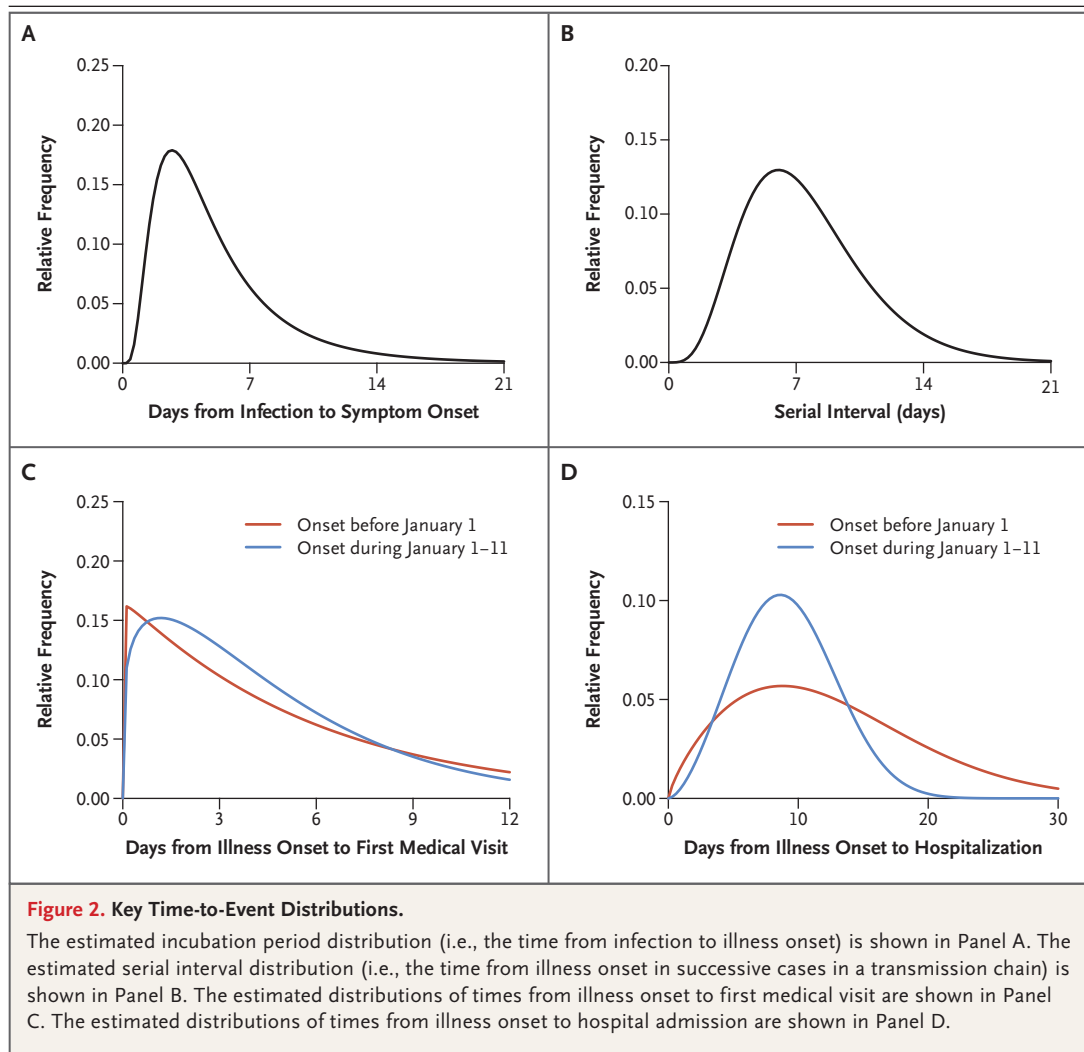 A
0.25
0.20
0.15
0.10
0.05
0.00
Relative Frequency
0 7 14 21
Days from Infection to Symptom Onset
B
0.20
0.15
0.10
0.05
0.00
Relative Frequency
0 7 14 21
Serial Interval (days)
C
0.25
0.20
0.15
0.10
0.05
0.00
Relative Frequency
Onset before January 1
Onset during January 1–11
0 3 6 9 12
Days from Illness Onset to First Medical Visit
D
0.15
0.10
0.05
0.00
Relative Frequency
Onset before January 1
Onset during January 1–11
0 10 20 30
Days from Illness Onset to Hospitalization
Figure 2. Key Time-to-Event Distributions.
The estimated incubation period distribution (i.e., the time from infection to illness onset) is shown in Panel A. The
estimated serial interval distribution (i.e., the time from illness onset in successive cases in a transmission chain) is
shown in Panel B. The estimated distributions of times from illness onset to first medical visit are shown in Panel
C. The estimated distributions of times from illness onset to hospital admission are shown in Panel D.